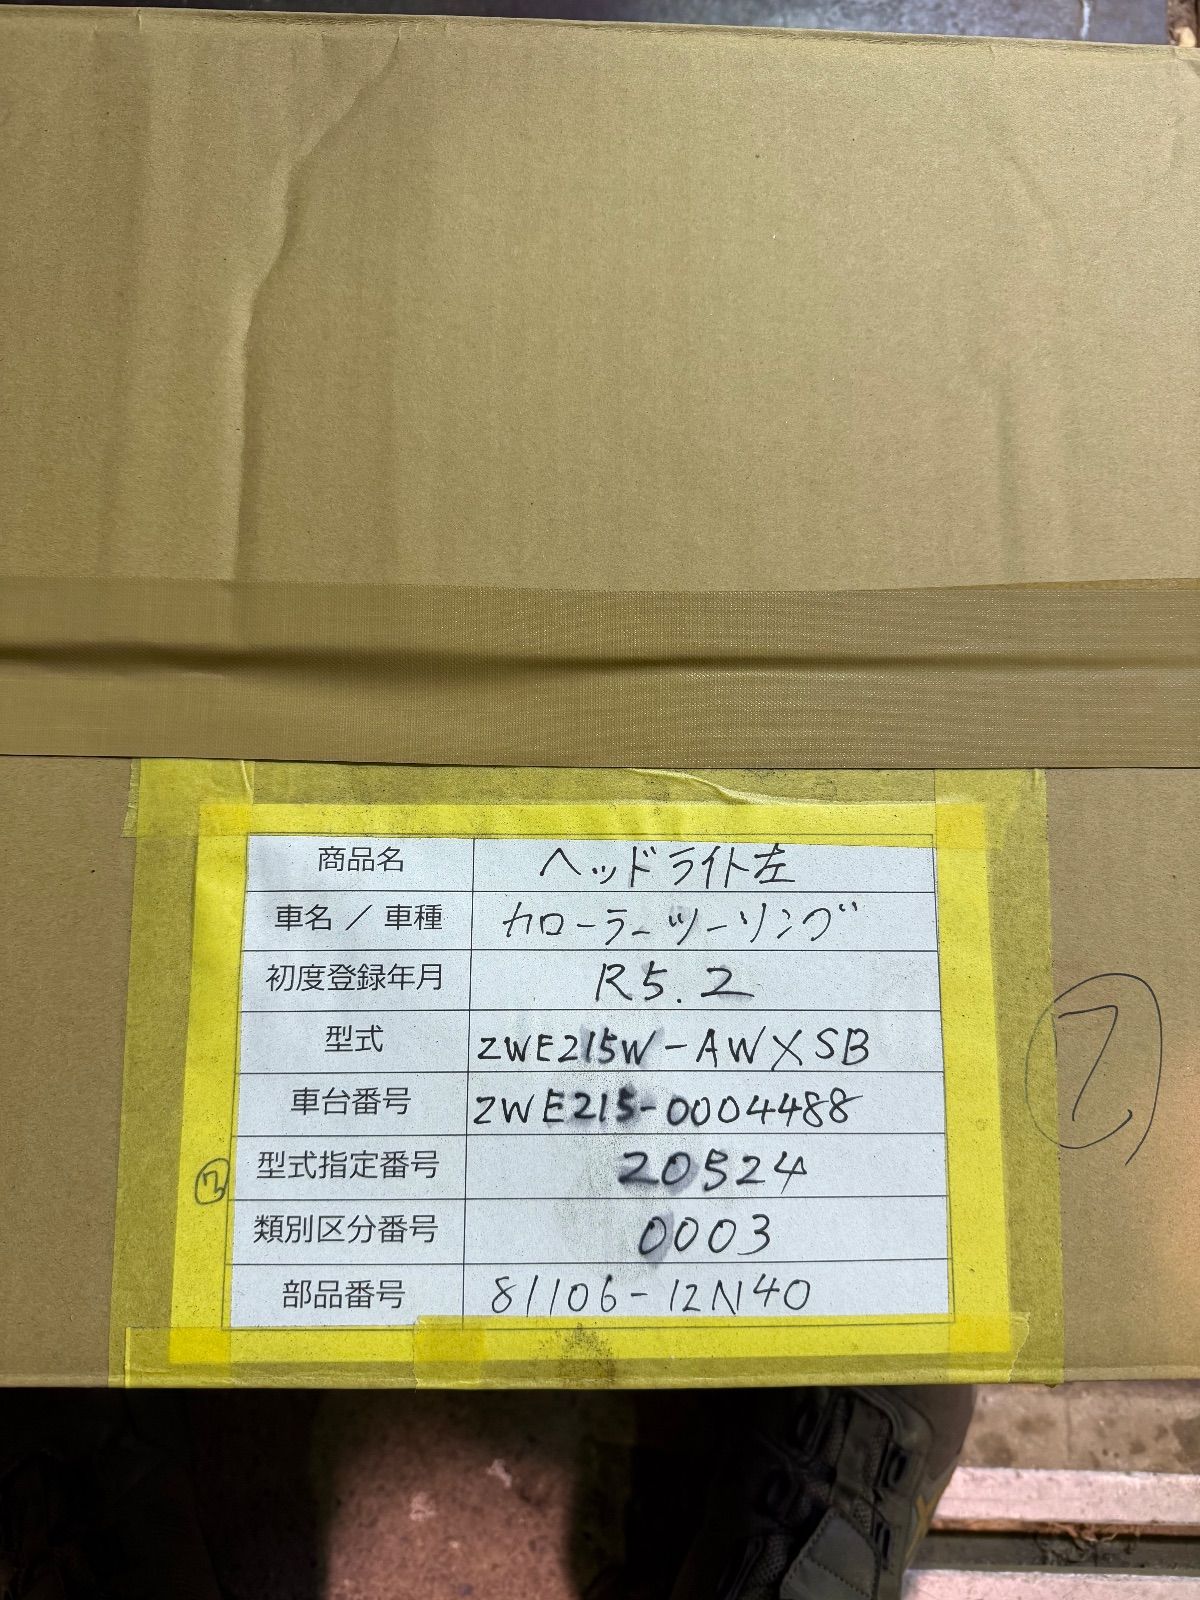 商品名 ヘッドライト左
車名／車種 カローラーツーリング
初度登録年月 R5.2
型式 ZWE215W-AWXSB
車台番号 ZWE215-0004488
型式指定番号 20524
類別区分番号 0003
部品番号 81106-12N40